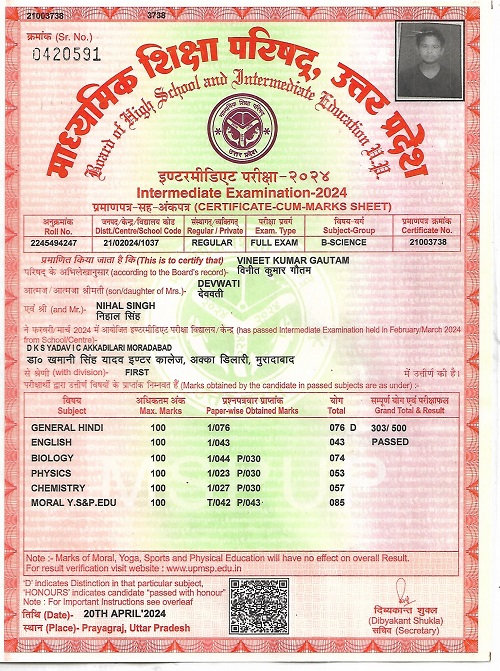 21003738 3738
क्रमांक (Sr. No.)
0420591
माध्यमिक शिक्षा परिषद्, उत्तर प्रदेश
Board of High School and Intermediate Education U.P.
इण्टरमीडिएट परीक्षा-२०२४
Intermediate Examination-2024
प्रमाणपत्र-सह-अंकपत्र (CERTIFICATE-CUM-MARKS SHEET)
अनुक्रमांक जनपद/केन्द्र/विद्यालय कोड संस्थागत/व्यक्तिगत परीक्षा प्रवर्ग विषय-वर्ग प्रमाणपत्र क्रमांक
Roll No. Distt./Centre/School Code Regular / Private Exam. Type Subject-Group Certificate No.
2245494247 21/02024/1037 REGULAR FULL EXAM B-SCIENCE 21003738
प्रमाणित किया जाता है कि (This is to certify that) VINEET KUMAR GAUTAM
परिषद् के अभिलेखानुसार (according to the Board's record)- विनीत कुमार गौतम
आत्मज / आत्मजा श्रीमती (son/daughter of Mrs.)- DEVWATI
देववती
एवं श्री (and Mr.)- NIHAL SINGH
निहाल सिंह
ने फरवरी/मार्च 2024 में आयोजित इण्टरमीडिएट परीक्षा विद्यालय/केन्द्र (has passed Intermediate Examination held in February/March 2024
from School/Centre)-
D K S YADAV I C AKKADILARI MORADABAD
डा० खमानी सिंह यादव इण्टर कालेज, अक्का डिलारी, मुरादाबाद
से श्रेणी (with division)- FIRST में उत्तीर्ण की है।
परीक्षार्थी द्वारा उत्तीर्ण विषयों के प्राप्तांक निम्नवत हैं (Marks obtained by the candidate in passed subjects are as under) :-
विषय अधिकतम अंक प्रश्नपत्रवार प्राप्तांक योग सम्पूर्ण योग एवं परीक्षाफल
Subject Max. Marks Paper-wise Obtained Marks Total Grand Total & Result
GENERAL HINDI 100 1/076 076 D 303/ 500
ENGLISH 100 1/043 043 PASSED
BIOLOGY 100 1/044 P/030 074
PHYSICS 100 1/023 P/030 053
CHEMISTRY 100 1/027 P/030 057
MORAL Y.S&P.EDU 100 T/042 P/043 085
Note :- Marks of Moral, Yoga, Sports and Physical Education will have no effect on overall Result.
For result verification visit website : www.upmsp.edu.in
'D' indicates Distinction in that particular subject,
'HONOURS' indicates candidate "passed with honour"
Note : For Important Instructions see overleaf
तिथि (Date)- 20TH APRIL'2024
स्थान (Place)- Prayagraj, Uttar Pradesh
दिव्यकान्त शुक्ल
(Dibyakant Shukla)
सचिव (Secretary)